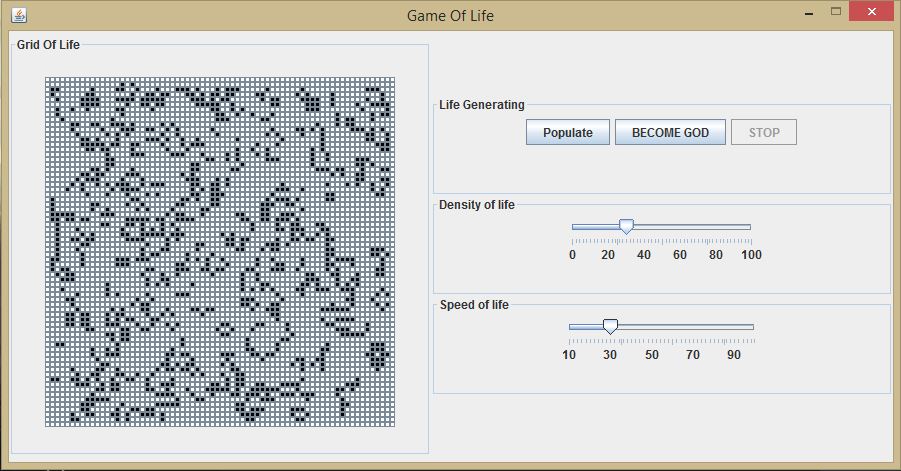 Game Of Life
Grid Of Life
Life Generating
Populate BECOME GOD STOP
Density of life
0 20 40 60 80 100
Speed of life
10 30 50 70 90